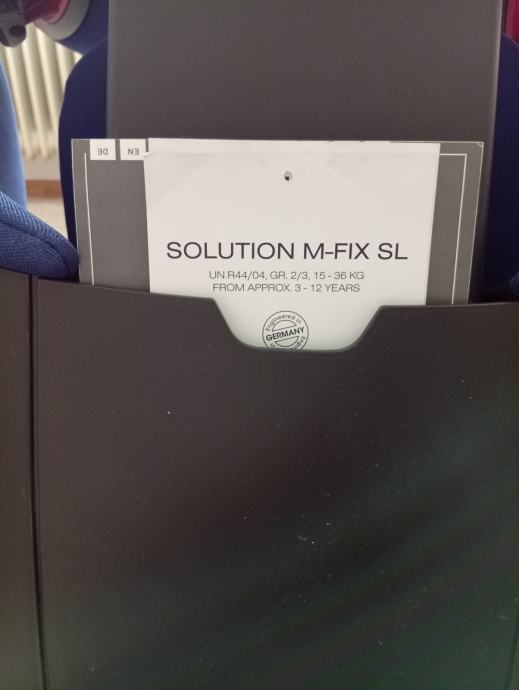 DE EN
SOLUTION M-FIX SL
UN R44/04, GR. 2/3, 15 - 36 KG
FROM APPROX. 3 - 12 YEARS
Engineered in
GERMANY